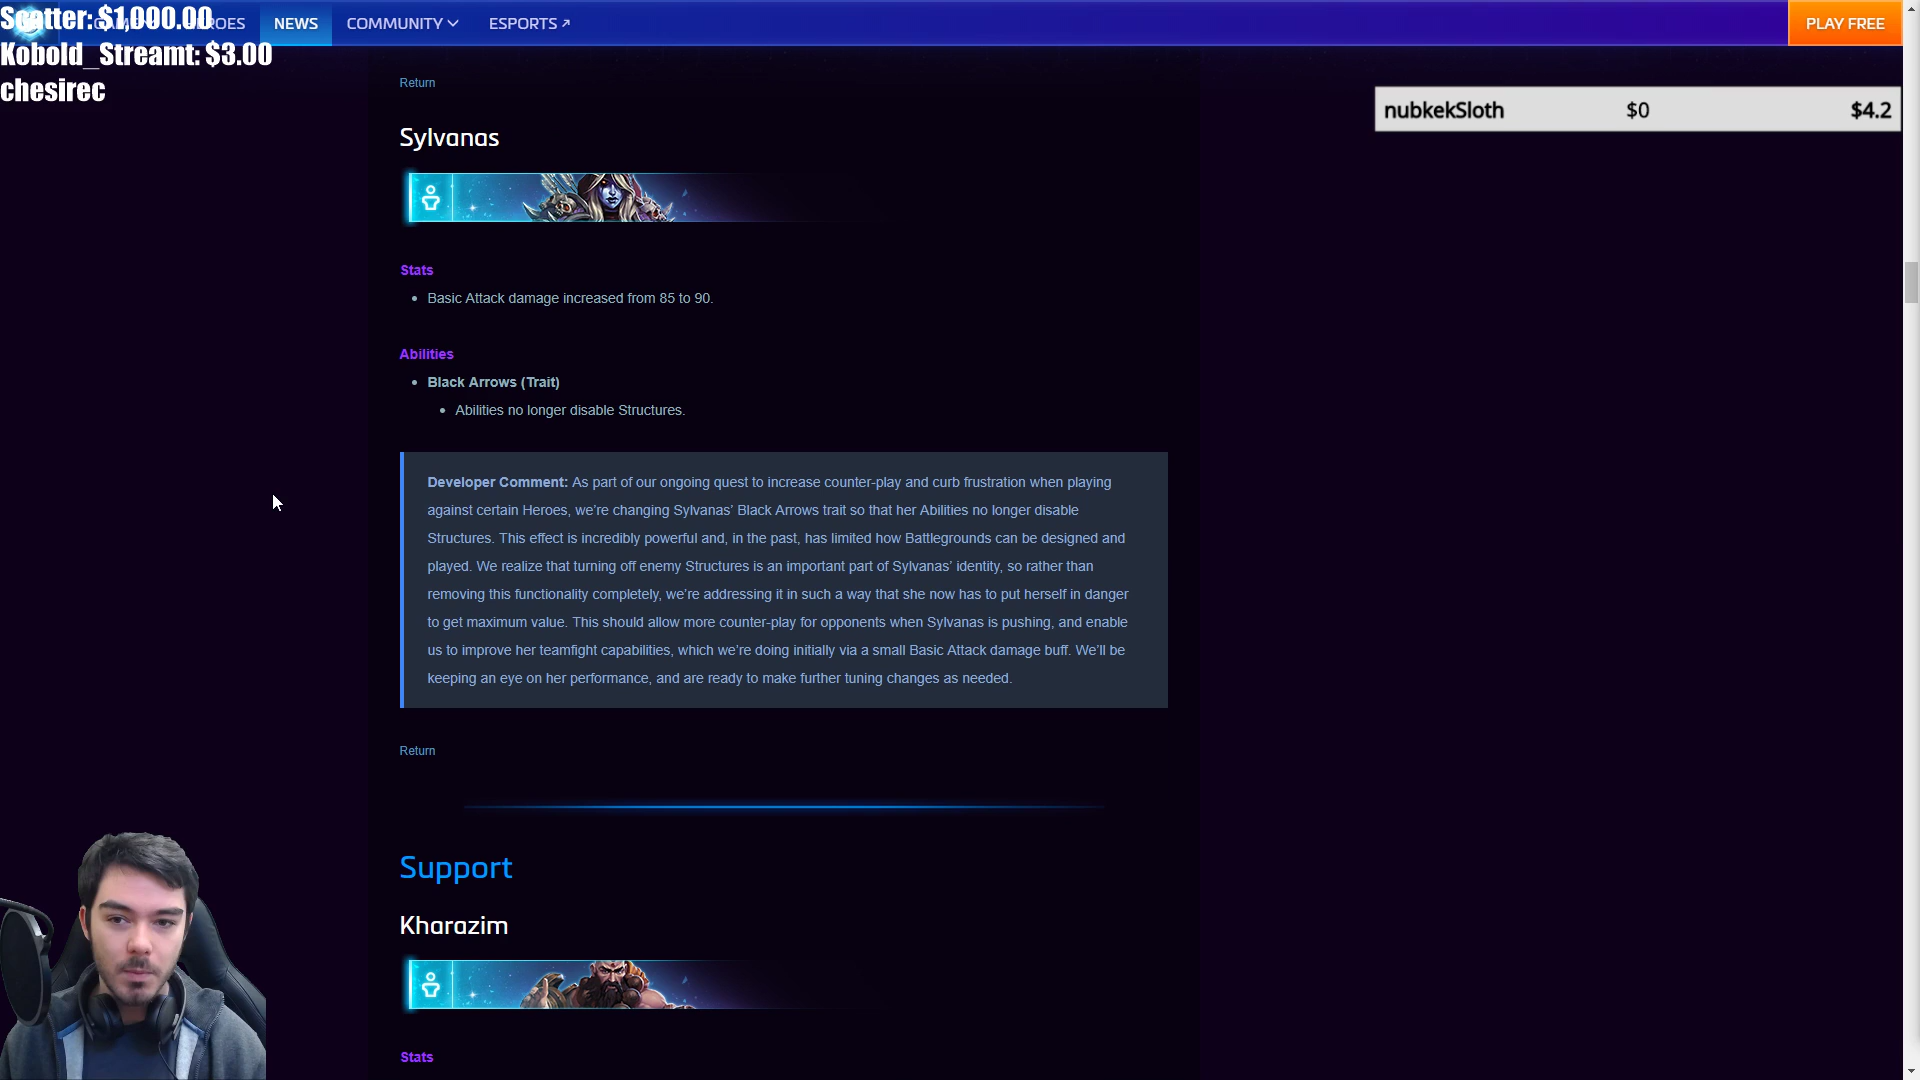 Scotter: $1,000.00
Kobold_Streamt: $3.00
chesirec
NEWS
COMMUNITY
ESPORTS
PLAY FREE
nubkekSloth $0 $4.2
Return
Sylvanas
Stats
Basic Attack damage increased from 85 to 90.
Abilities
Black Arrows (Trait)
Abilities no longer disable Structures.
Developer Comment: As part of our ongoing quest to increase counter-play and curb frustration when playing
against certain Heroes, we’re changing Sylvanas’ Black Arrows trait so that her Abilities no longer disable
Structures. This effect is incredibly powerful and, in the past, has limited how Battlegrounds can be designed and
played. We realize that turning off enemy Structures is an important part of Sylvanas’ identity, so rather than
removing this functionality completely, we’re addressing it in such a way that she now has to put herself in danger
to get maximum value. This should allow more counter-play for opponents when Sylvanas is pushing, and enable
us to improve her teamfight capabilities, which we’re doing initially via a small Basic Attack damage buff. We’ll be
keeping an eye on her performance, and are ready to make further tuning changes as needed.
Return
Support
Kharazim
Stats